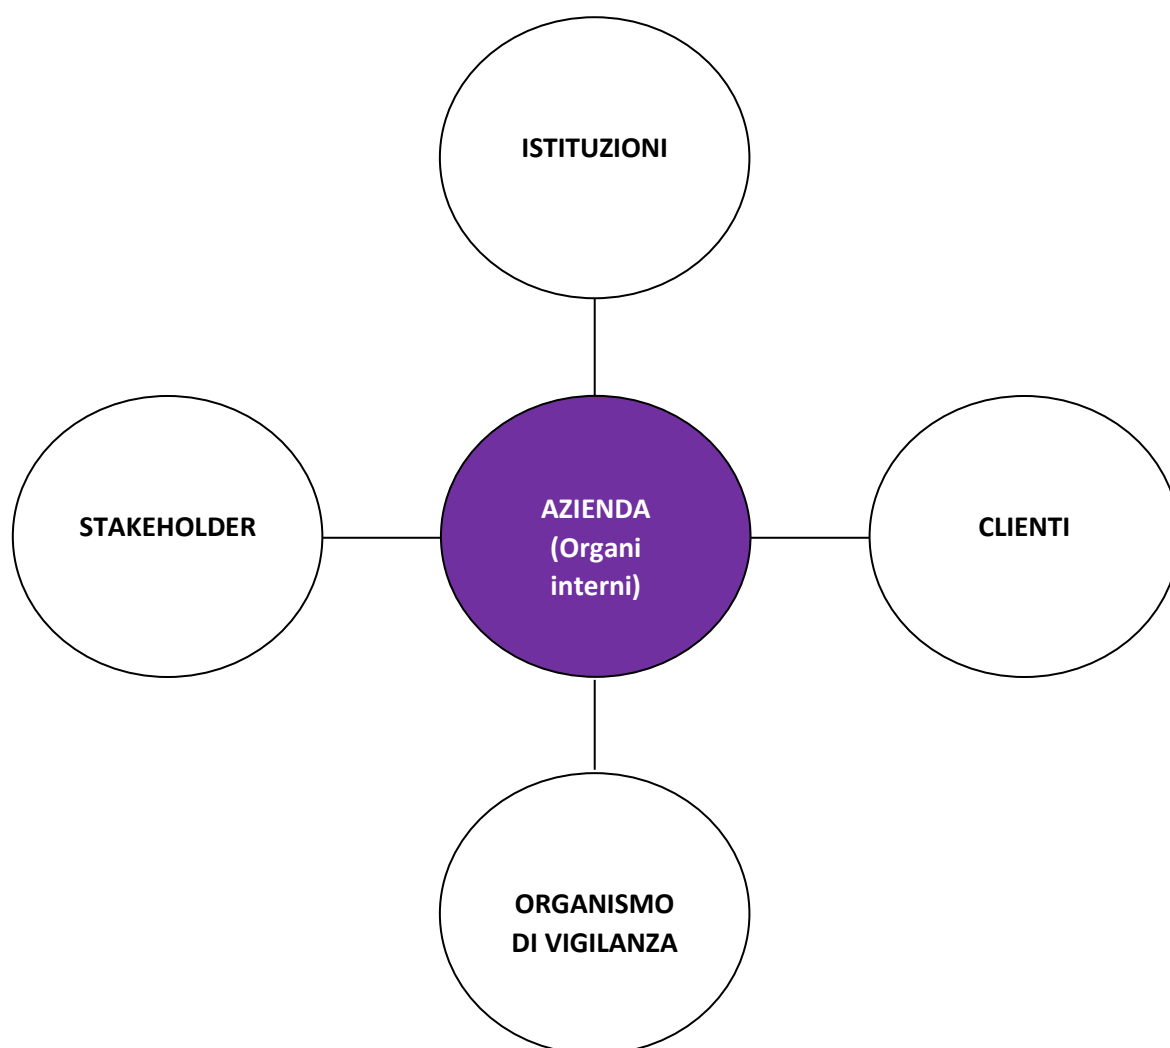 ISTITUZIONI
STAKEHOLDER
AZIENDA
(Organi
interni)
CLIENTI
ORGANISMO
DI VIGILANZA